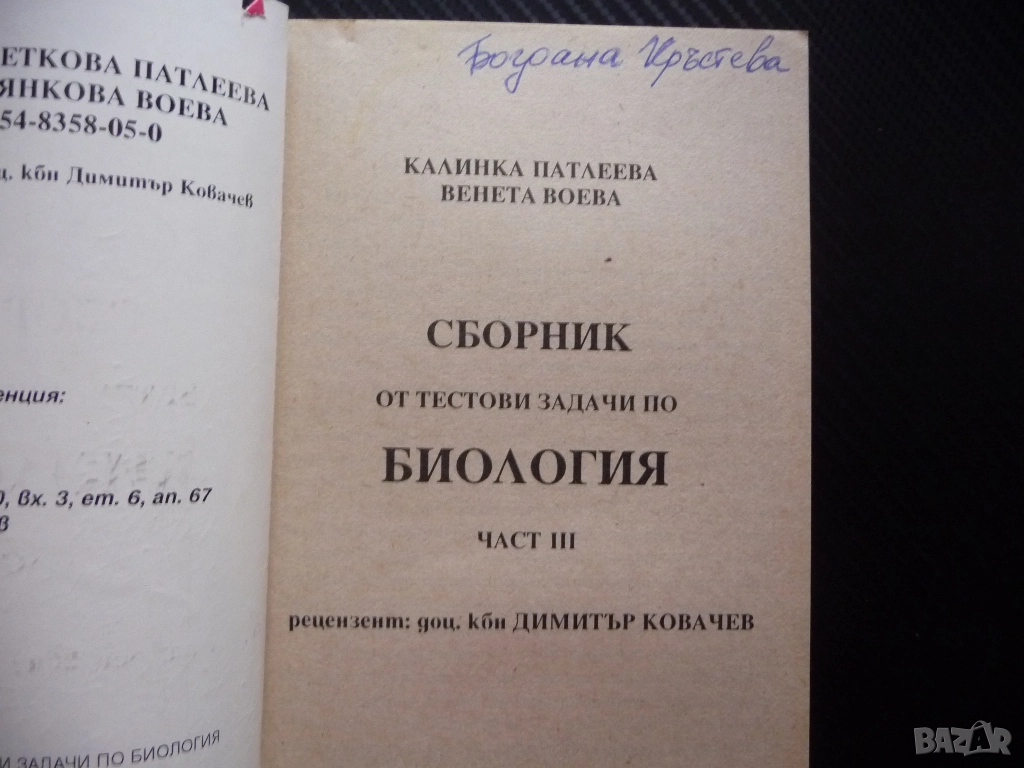 ЕТКОВА ПАТЛЕЕВА
ЯНКОВА ВОЕВА
54-8358-05-0
ц. кбн Димитър Ковачев
енция:
0, вх. 3, ет. 6, ап. 67
в
И ЗАДАЧИ ПО БИОЛОГИЯ
Богдана Кръстева
КАЛИНКА ПАТЛЕЕВА
ВЕНЕТА ВОЕВА
СБОРНИК
ОТ ТЕСТОВИ ЗАДАЧИ ПО
БИОЛОГИЯ
ЧАСТ III
рецензент: доц. кбн ДИМИТЪР КОВАЧЕВ
BAZAR